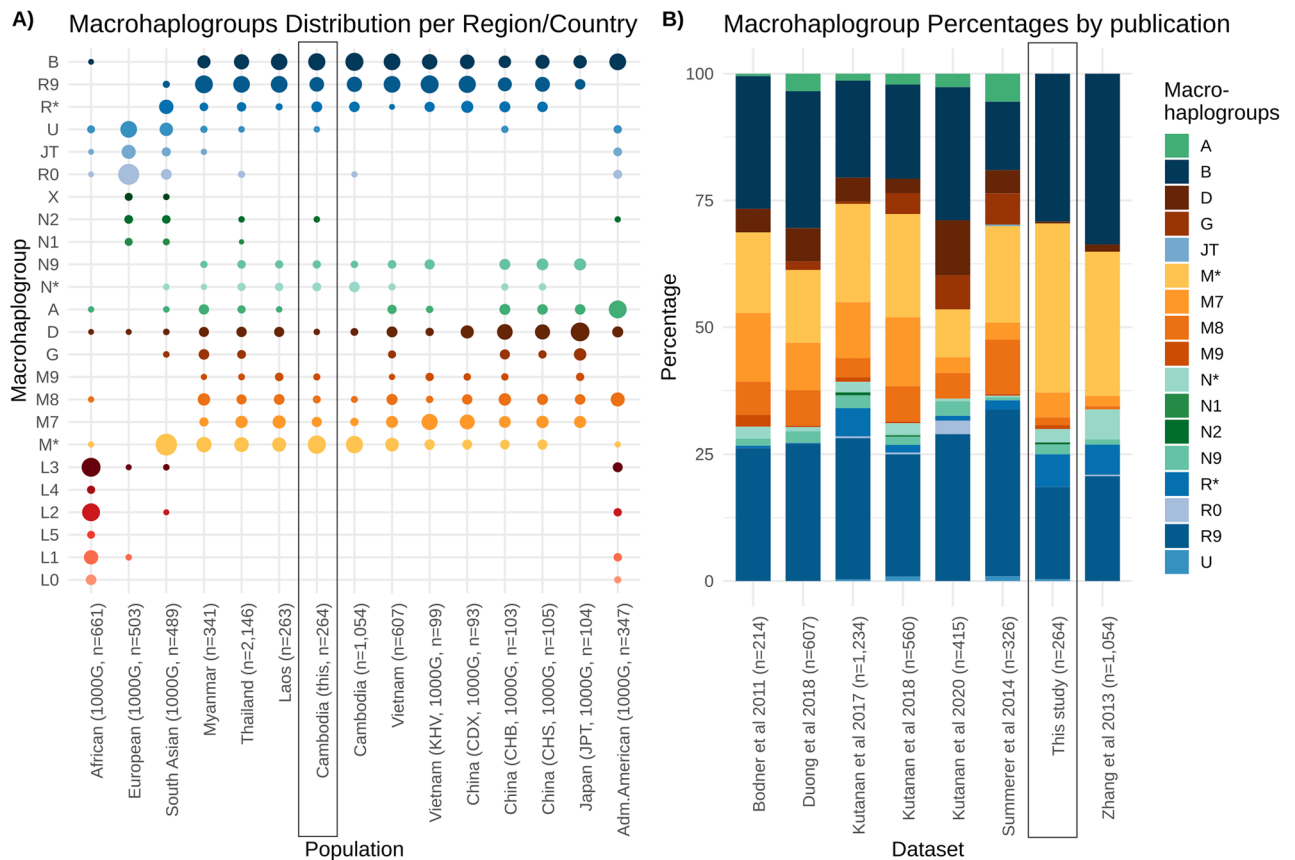 A)
Macrohaplogroups Distribution per Region/Country
Macrohaplogroup
B
R9
R*
U
JT
R0
X
N2
N1
N9
N*
A
D
G
M9
M8
M7
M*
L3
L4
L2
L5
L1
L0
African (1000G, n=661)
European (1000G, n=503)
South Asian (1000G, n=489)
Myanmar (n=341)
Thailand (n=2,146)
Laos (n=263)
Cambodia (this, n=264)
Cambodia (n=1,054)
Vietnam (n=607)
Vietnam (KHV, 1000G, n=99)
China (CDX, 1000G, n=93)
China (CHB, 1000G, n=103)
China (CHS, 1000G, n=105)
Japan (JPT, 1000G, n=104)
Adm.American (1000G, n=347)
Population
B)
Macrohaplogroup Percentages by publication
Percentage
100
75
50
25
0
Bodner et al 2011 (n=214)
Duong et al 2018 (n=607)
Kutanan et al 2017 (n=1,234)
Kutanan et al 2018 (n=560)
Kutanan et al 2020 (n=415)
Summerer et al 2014 (n=326)
This study (n=264)
Zhang et al 2013 (n=1,054)
Dataset
Macro-
haplogroups
A
B
D
G
JT
M*
M7
M8
M9
N*
N1
N2
N9
R*
R0
R9
U